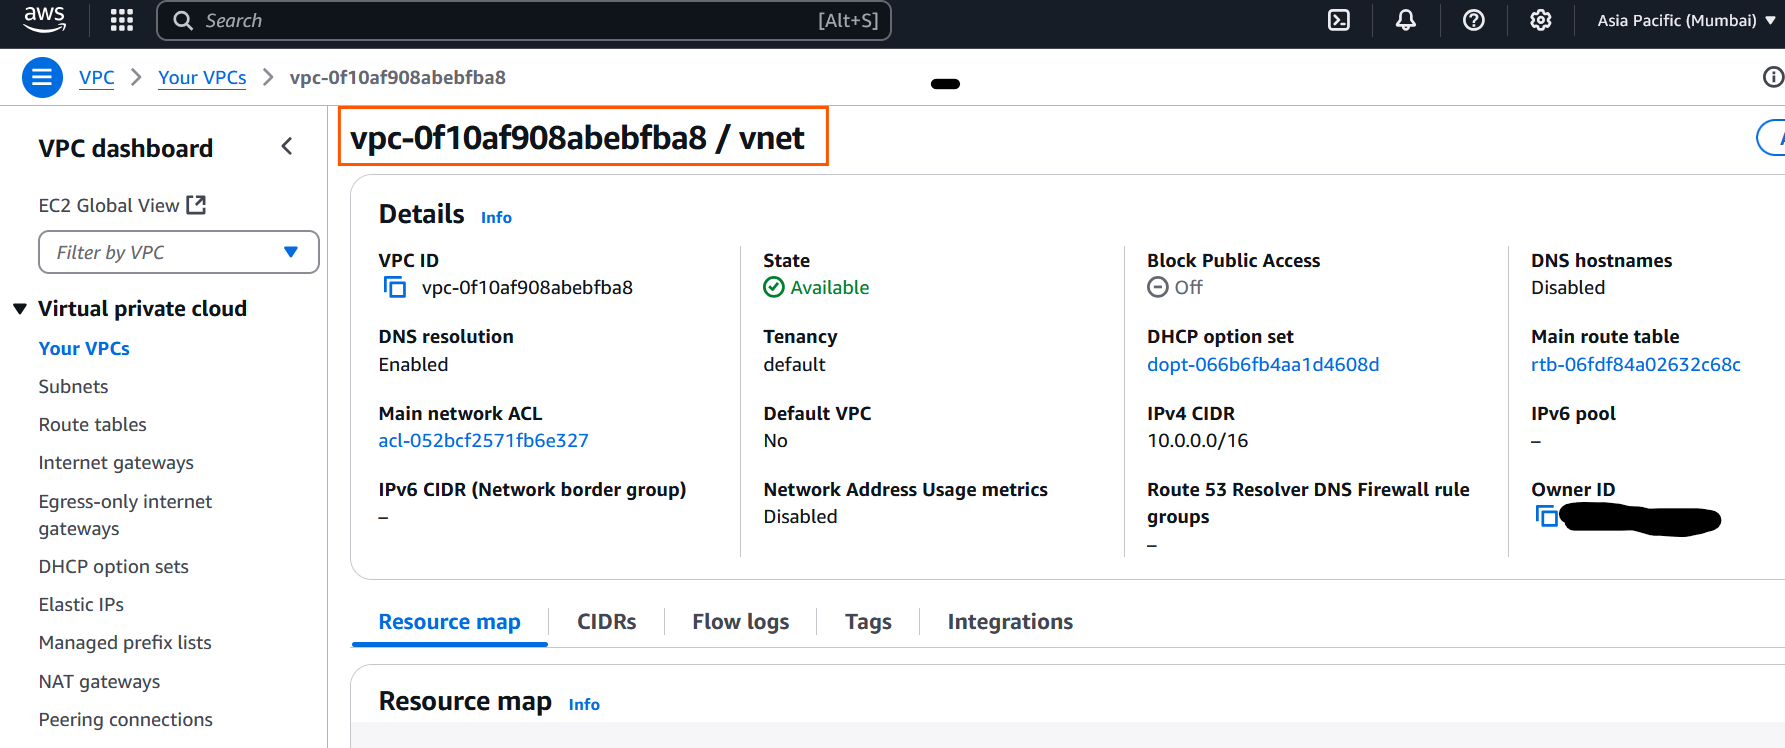 aws
Search [Alt+S]
Asia Pacific (Mumbai)
VPC
Your VPCs
vpc-0f10af908abebfba8
VPC dashboard
EC2 Global View
Filter by VPC
Virtual private cloud
Your VPCs
Subnets
Route tables
Internet gateways
Egress-only internet
gateways
DHCP option sets
Elastic IPs
Managed prefix lists
NAT gateways
Peering connections
vpc-0f10af908abebfba8 / vnet
Details Info
VPC ID
vpc-0f10af908abebfba8
State
Available
Block Public Access
Off
DNS hostnames
Disabled
DNS resolution
Enabled
Tenancy
default
DHCP option set
dopt-066b6fb4aa1d4608d
Main route table
rtb-06fdf84a02632c68c
Main network ACL
acl-052bcf2571fb6e327
Default VPC
No
IPv4 CIDR
10.0.0.0/16
IPv6 pool
–
IPv6 CIDR (Network border group)
–
Network Address Usage metrics
Disabled
Route 53 Resolver DNS Firewall rule
groups
–
Owner ID
Resource map
CIDRs
Flow logs
Tags
Integrations
Resource map Info